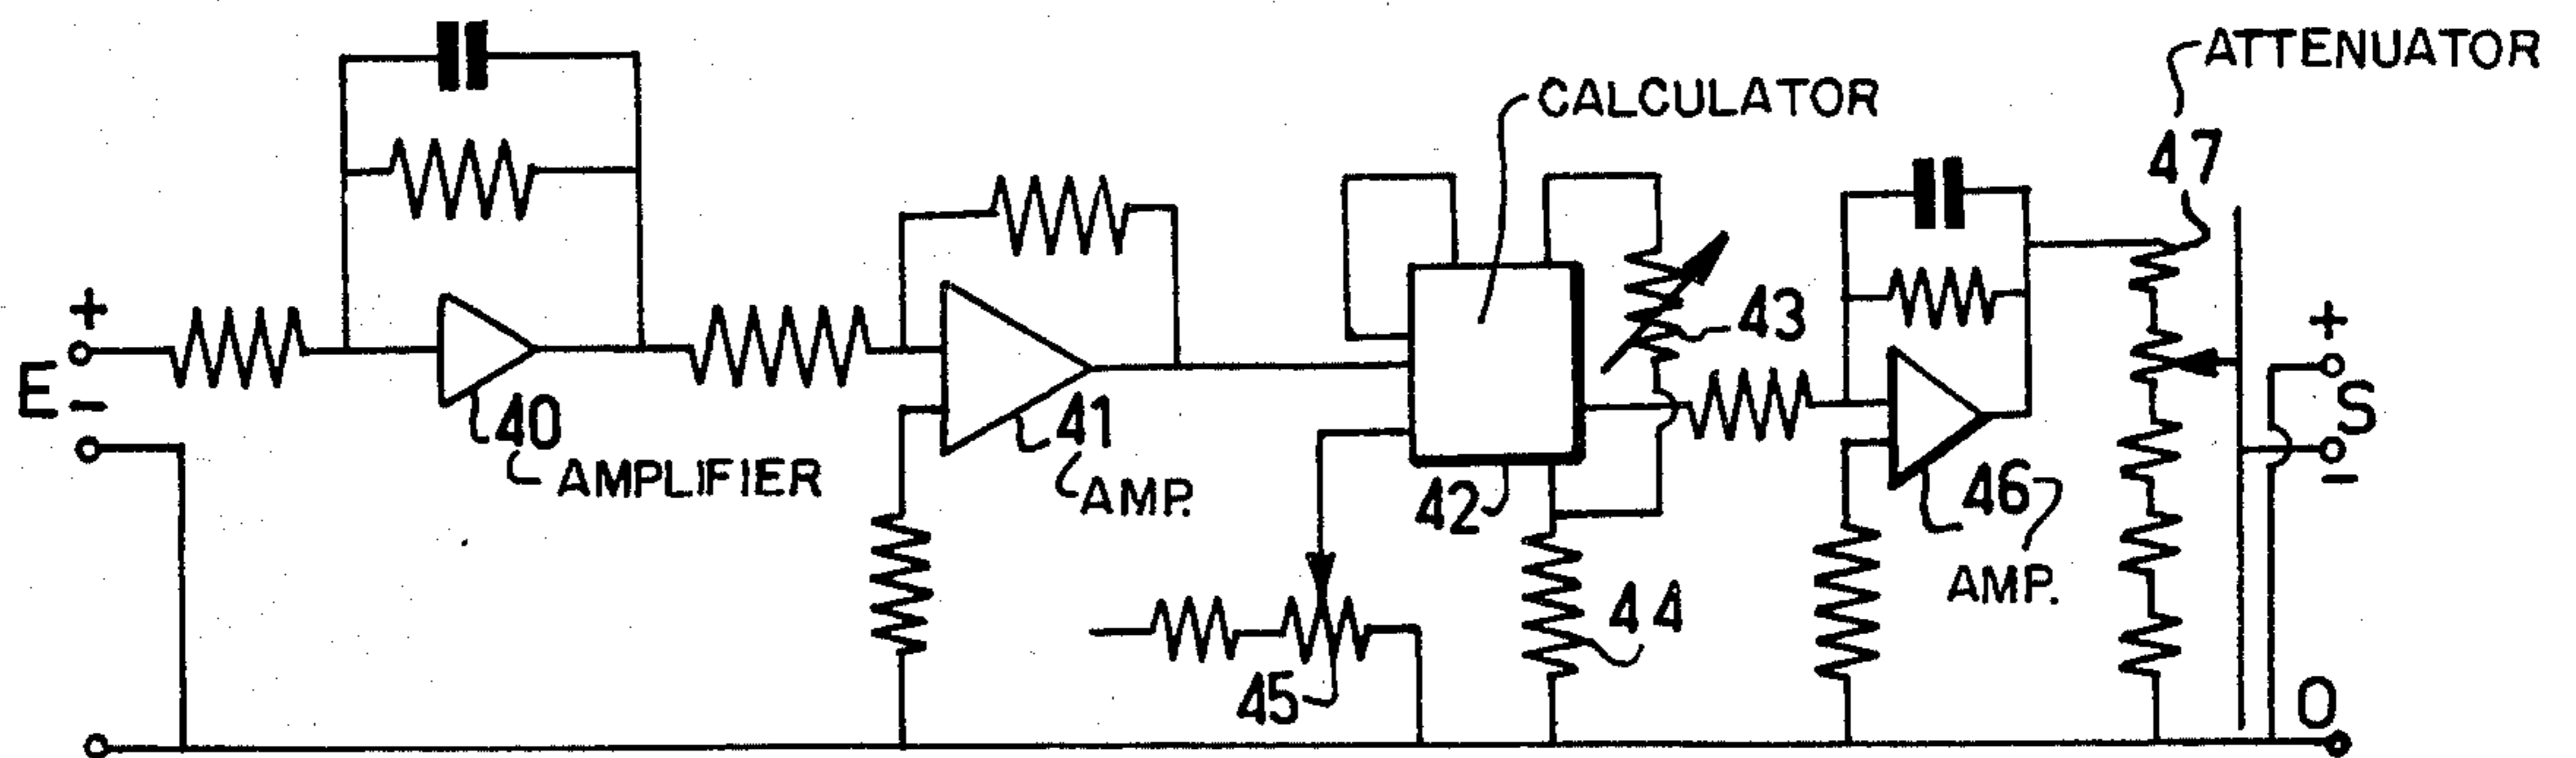 ATTENUATOR
CALCULATOR
47
+
E
-
40
AMPLIFIER
41
AMP.
42
43
44
45
46
AMP.
+
S
-
O